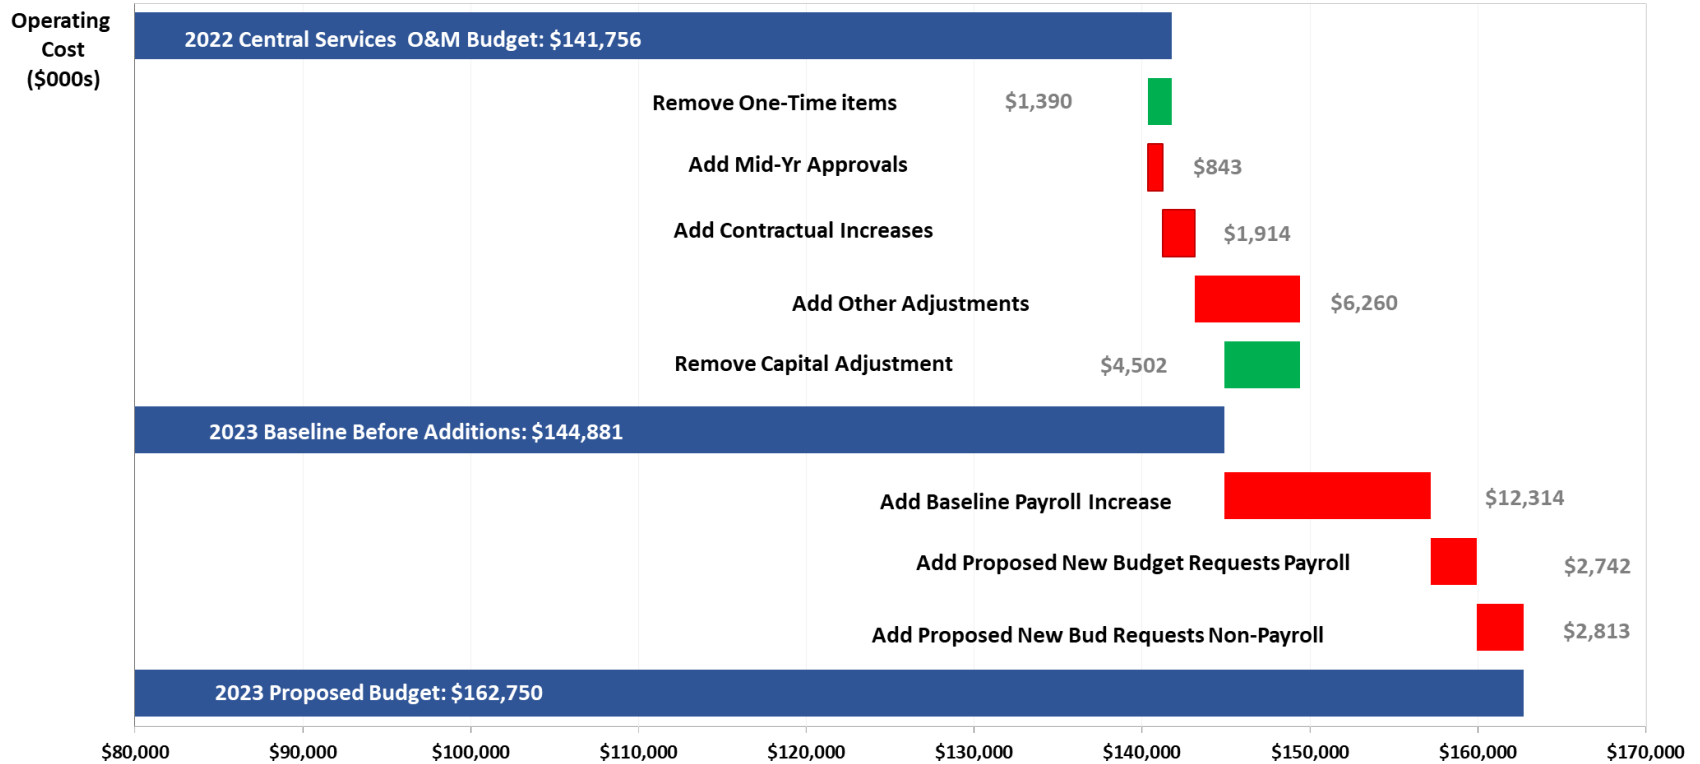 Operating
Cost
($000s)
2022 Central Services O&M Budget: $141,756
Remove One-Time items $1,390
Add Mid-Yr Approvals $843
Add Contractual Increases $1,914
Add Other Adjustments $6,260
Remove Capital Adjustment $4,502
2023 Baseline Before Additions: $144,881
Add Baseline Payroll Increase $12,314
Add Proposed New Budget Requests Payroll $2,742
Add Proposed New Bud Requests Non-Payroll $2,813
2023 Proposed Budget: $162,750
$80,000 $90,000 $100,000 $110,000 $120,000 $130,000 $140,000 $150,000 $160,000 $170,000